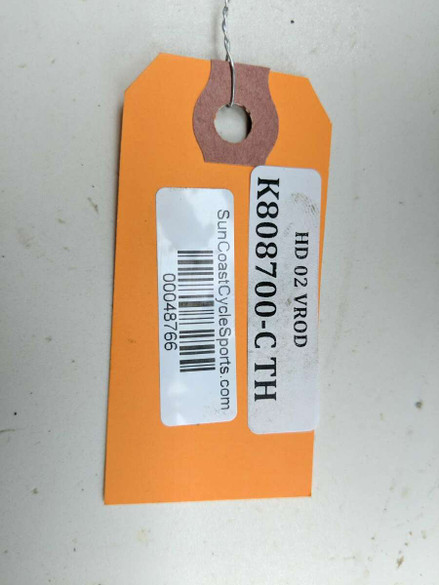 HD 02 VROD
K808700-C TH
SunCoastCycleSports.com
00048766